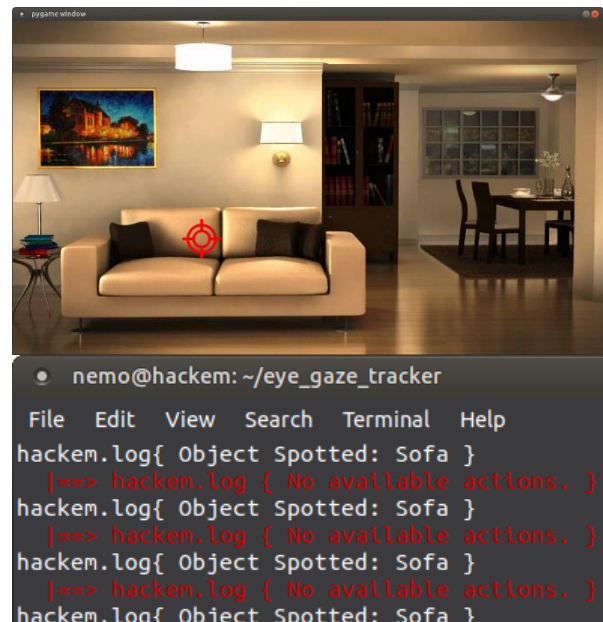 pygame window
nemo@hackem: ~/eye_gaze_tracker
File Edit View Search Terminal Help
hackem.log{ Object Spotted: Sofa }
|==> hackem.log { No available actions. }
hackem.log{ Object Spotted: Sofa }
|==> hackem.log { No available actions. }
hackem.log{ Object Spotted: Sofa }
|==> hackem.log { No available actions. }
hackem.log{ Object Spotted: Sofa }